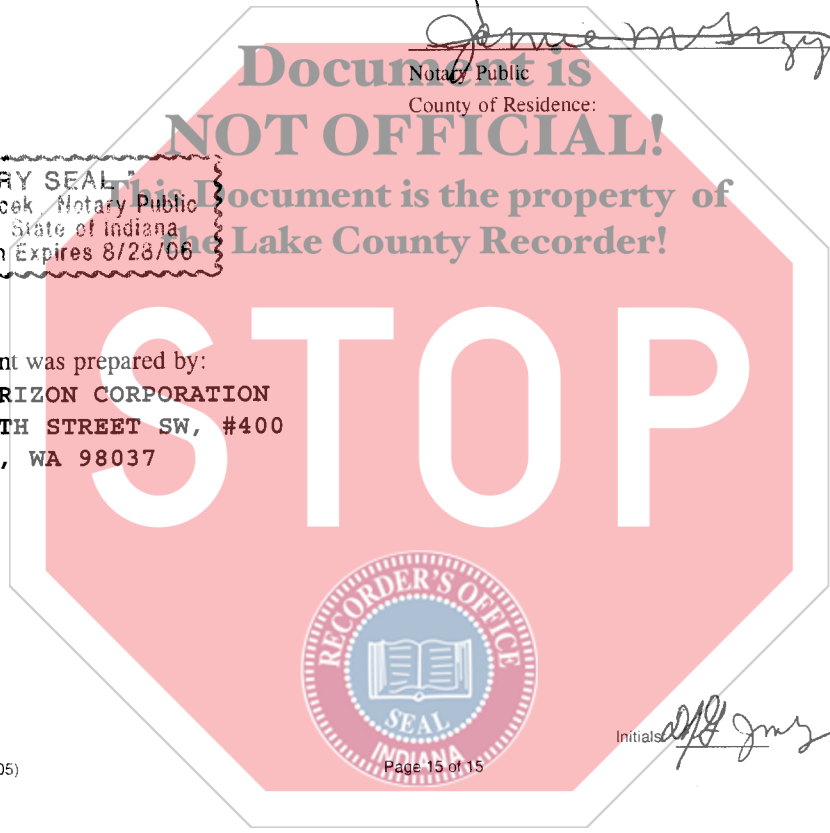 Notary Public
County of Residence:
Document is
NOT OFFICIAL!
This Document is the property of
the Lake County Recorder!
RY SEAL "
cek, Notary Public
State of Indiana
n Expires 8/28/06
STOP
nt was prepared by:
RIZON CORPORATION
TH STREET SW, #400
, WA 98037
RECORDER'S OFFICE
SEAL
INDIANA
Initials
Page 15 of 15
05)